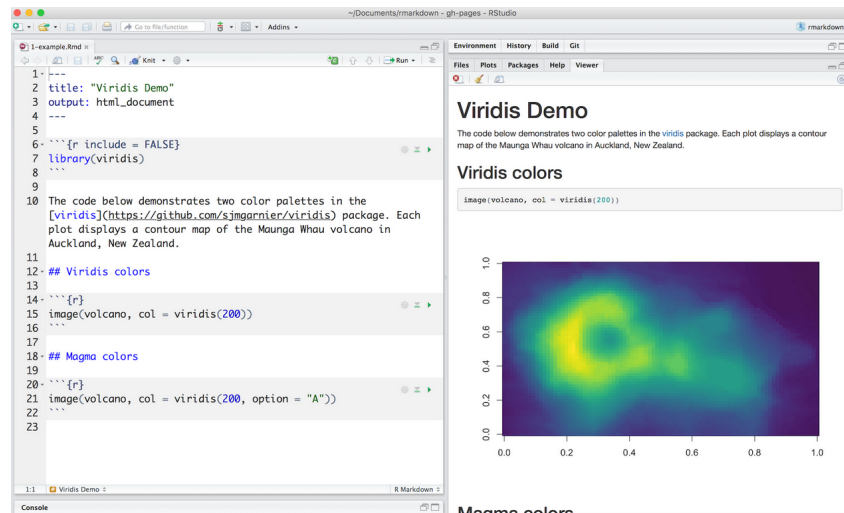 ~/Documents/rmarkdown - gh-pages - RStudio
Go to file/function
Addins
rmarkdown
1-example.Rmd
ABC
Knit
Run
1 ---
2 title: "Viridis Demo"
3 output: html_document
4 ---
5
6 ```{r include = FALSE}
7 library(viridis)
8 ```
9
10 The code below demonstrates two color palettes in the
[viridis](https://github.com/sjmgarnier/viridis) package. Each
plot displays a contour map of the Maunga Whau volcano in
Auckland, New Zealand.
11
12 ## Viridis colors
13
14 ```{r}
15 image(volcano, col = viridis(200))
16 ```
17
18 ## Magma colors
19
20 ```{r}
21 image(volcano, col = viridis(200, option = "A"))
22 ```
23
1:1 Viridis Demo R Markdown
Console
Environment History Build Git
Files Plots Packages Help Viewer
Viridis Demo
The code below demonstrates two color palettes in the viridis package. Each plot displays a contour
map of the Maunga Whau volcano in Auckland, New Zealand.
Viridis colors
image(volcano, col = viridis(200))
1.0
0.8
0.6
0.4
0.2
0.0
0.0 0.2 0.4 0.6 0.8 1.0
Magma colors